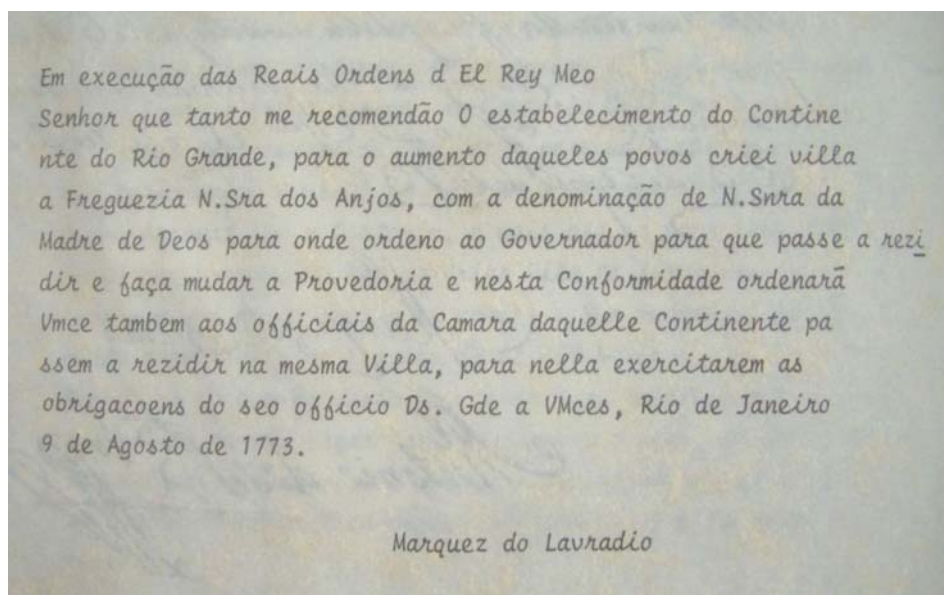 Em execução das Reais Ordens d El Rey Meo
Senhor que tanto me recomendão O estabelecimento do Contine
nte do Rio Grande, para o aumento daqueles povos criei villa
a Freguezia N.Sra dos Anjos, com a denominação de N.Snra da
Madre de Deos para onde ordeno ao Governador para que passe a rezi
dir e faça mudar a Provedoria e nesta Conformidade ordenarã
Vmce tambem aos officiais da Camara daquelle Continente pa
ssem a rezidir na mesma Villa, para nella exercitarem as
obrigacoens do seo officio Ds. Gde a VMces, Rio de Janeiro
9 de Agosto de 1773.
Marquez do Lavradio